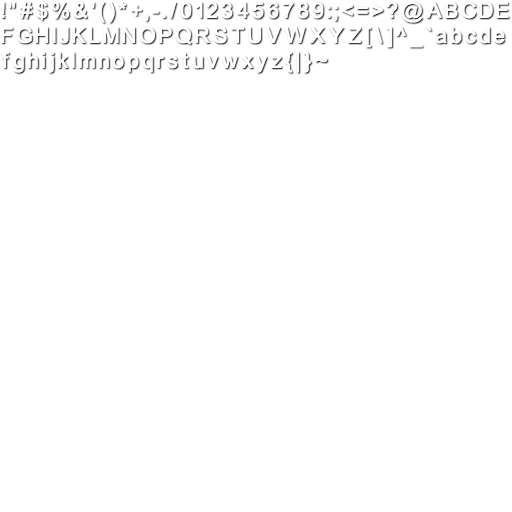 !"#$%&'()*+,-./0123456789:;<=>?@ABCDE
FGHIJKLMNOPQRSTUVWXYZ[\]^_`abcde
fghijklmnopqrstuvwxyz{|}~